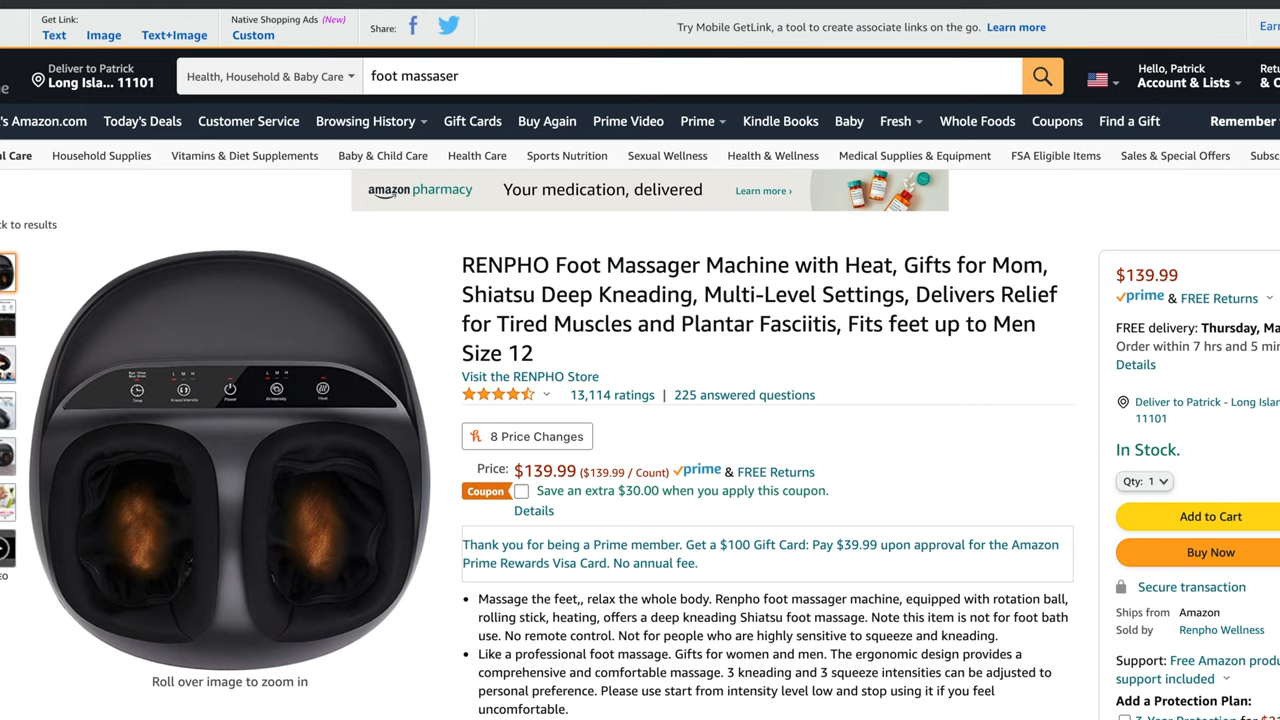 Get Link:
Text Image Text+Image
Native Shopping Ads (New)
Custom
Share:
Try Mobile GetLink, a tool to create associate links on the go. Learn more
Deliver to Patrick
Long Isla... 11101
Health, Household & Baby Care
foot massaser
Hello, Patrick
Account & Lists
& O
's Amazon.com Today's Deals Customer Service Browsing History Gift Cards Buy Again Prime Video Prime Kindle Books Baby Fresh Whole Foods Coupons Find a Gift Remember
al Care Household Supplies Vitamins & Diet Supplements Baby & Child Care Health Care Sports Nutrition Sexual Wellness Health & Wellness Medical Supplies & Equipment FSA Eligible Items Sales & Special Offers Subsc
amazon pharmacy Your medication, delivered Learn more ›
ck to results
RENPHO Foot Massager Machine with Heat, Gifts for Mom,
Shiatsu Deep Kneading, Multi-Level Settings, Delivers Relief
for Tired Muscles and Plantar Fasciitis, Fits feet up to Men
Size 12
Visit the RENPHO Store
13,114 ratings | 225 answered questions
8 Price Changes
Price: $139.99 ($139.99 / Count) prime & FREE Returns
Coupon Save an extra $30.00 when you apply this coupon.
Details
Thank you for being a Prime member. Get a $100 Gift Card: Pay $39.99 upon approval for the Amazon
Prime Rewards Visa Card. No annual fee.
Massage the feet,, relax the whole body. Renpho foot massager machine, equipped with rotation ball,
rolling stick, heating, offers a deep kneading Shiatsu foot massage. Note this item is not for foot bath
use. No remote control. Not for people who are highly sensitive to squeeze and kneading.
Like a professional foot massage. Gifts for women and men. The ergonomic design provides a
comprehensive and comfortable massage. 3 kneading and 3 squeeze intensities can be adjusted to
personal preference. Please use start from intensity level low and stop using it if you feel
uncomfortable.
L M H L M H
Time Knead Intensity Power Air Intensity Heat
Roll over image to zoom in
$139.99
prime & FREE Returns
FREE delivery: Thursday, Ma
Order within 7 hrs and 5 min
Details
Deliver to Patrick - Long Islan
11101
In Stock.
Qty: 1
Add to Cart
Buy Now
Secure transaction
Ships from Amazon
Sold by Renpho Wellness
Support: Free Amazon produ
support included
Add a Protection Plan: